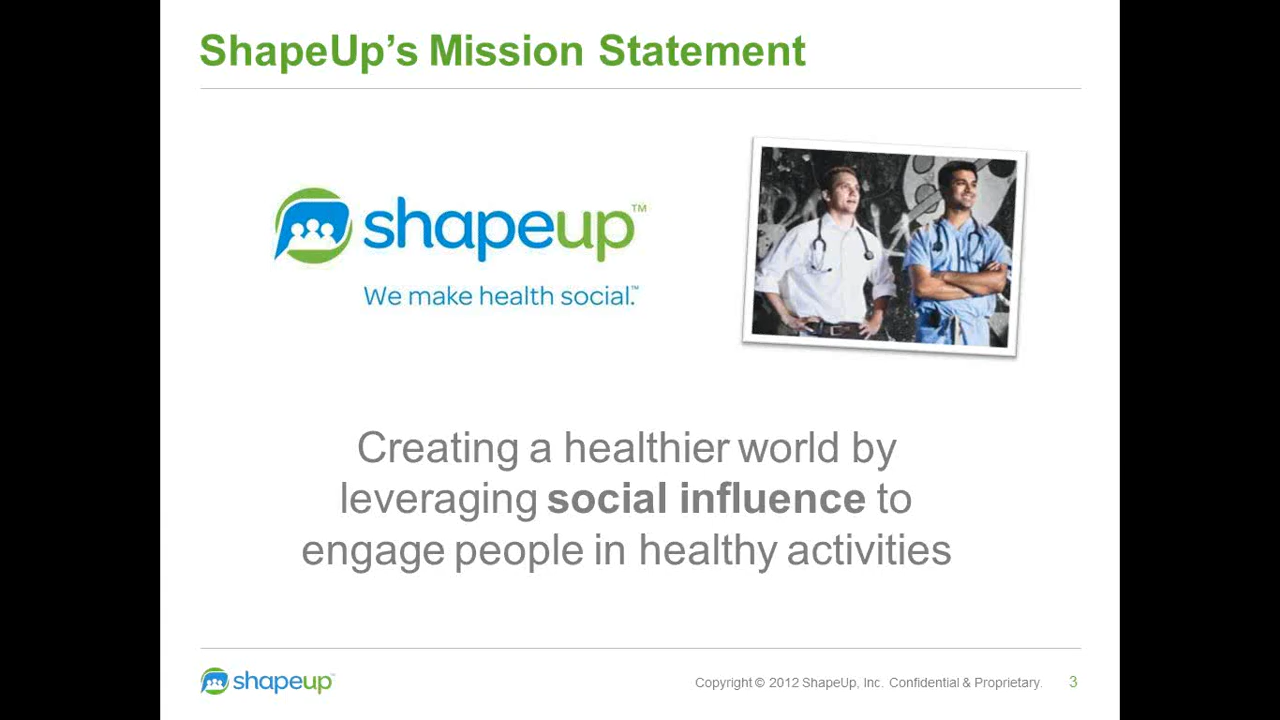 ShapeUp’s Mission Statement
shapeup™
We make health social.™
Creating a healthier world by
leveraging social influence to
engage people in healthy activities
shapeup™
Copyright © 2012 ShapeUp, Inc. Confidential & Proprietary.
3